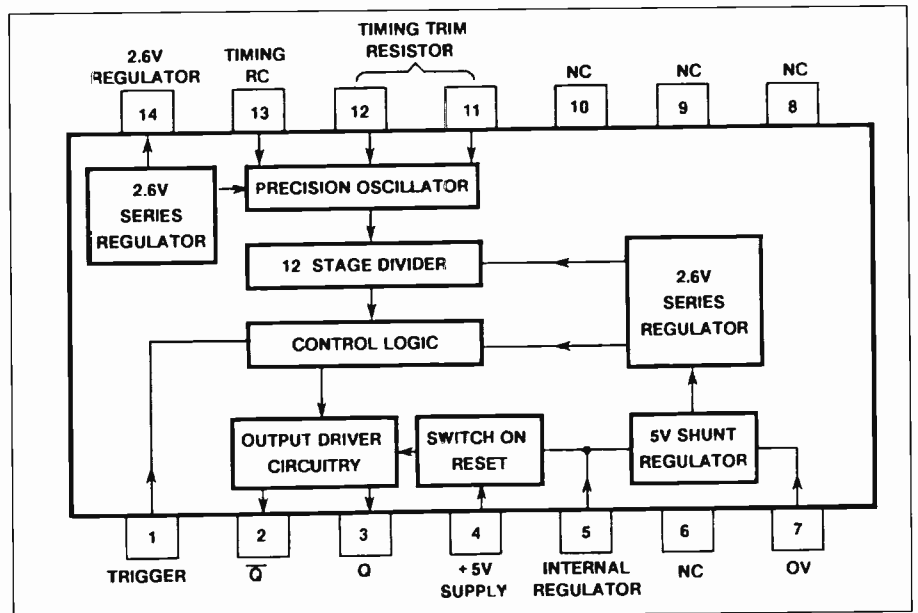 TIMING TRIM
RESISTOR
2.6V
REGULATOR
TIMING
RC
NC
NC
NC
14
13
12
11
10
9
8
2.6V
SERIES
REGULATOR
PRECISION OSCILLATOR
12 STAGE DIVIDER
2.6V
SERIES
REGULATOR
CONTROL LOGIC
OUTPUT DRIVER
CIRCUITRY
SWITCH ON
RESET
5V SHUNT
REGULATOR
1
2
3
4
5
6
7
TRIGGER
Q̅
Q
+5V
SUPPLY
INTERNAL
REGULATOR
NC
OV